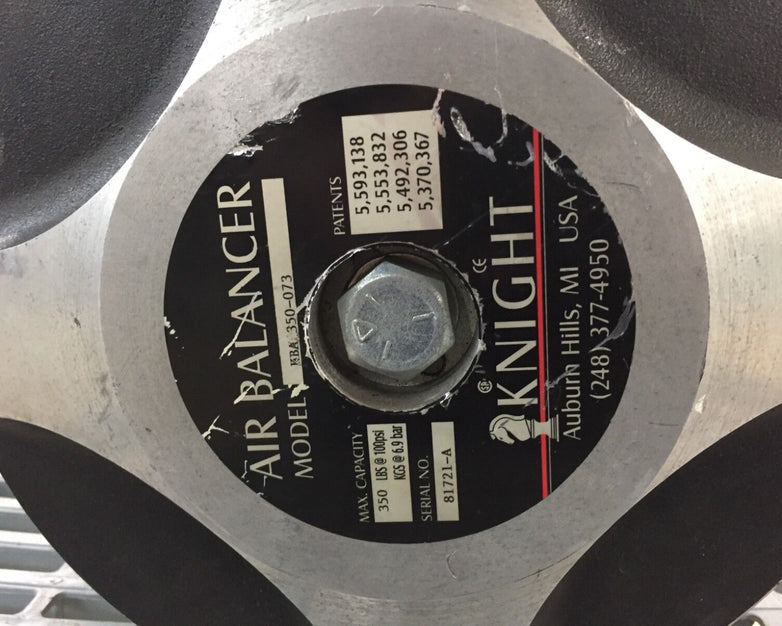 AIR BALANCER
MODEL KBA 350-073
PATENTS
5,593,138
5,553,832
5,492,306
5,370,367
MAX. CAPACITY
350 LBS @ 100psi
KGS @ 6.9 bar
SERIAL NO.
81721-A
CE
KNIGHT
Auburn Hills, MI USA
(248) 377-4950